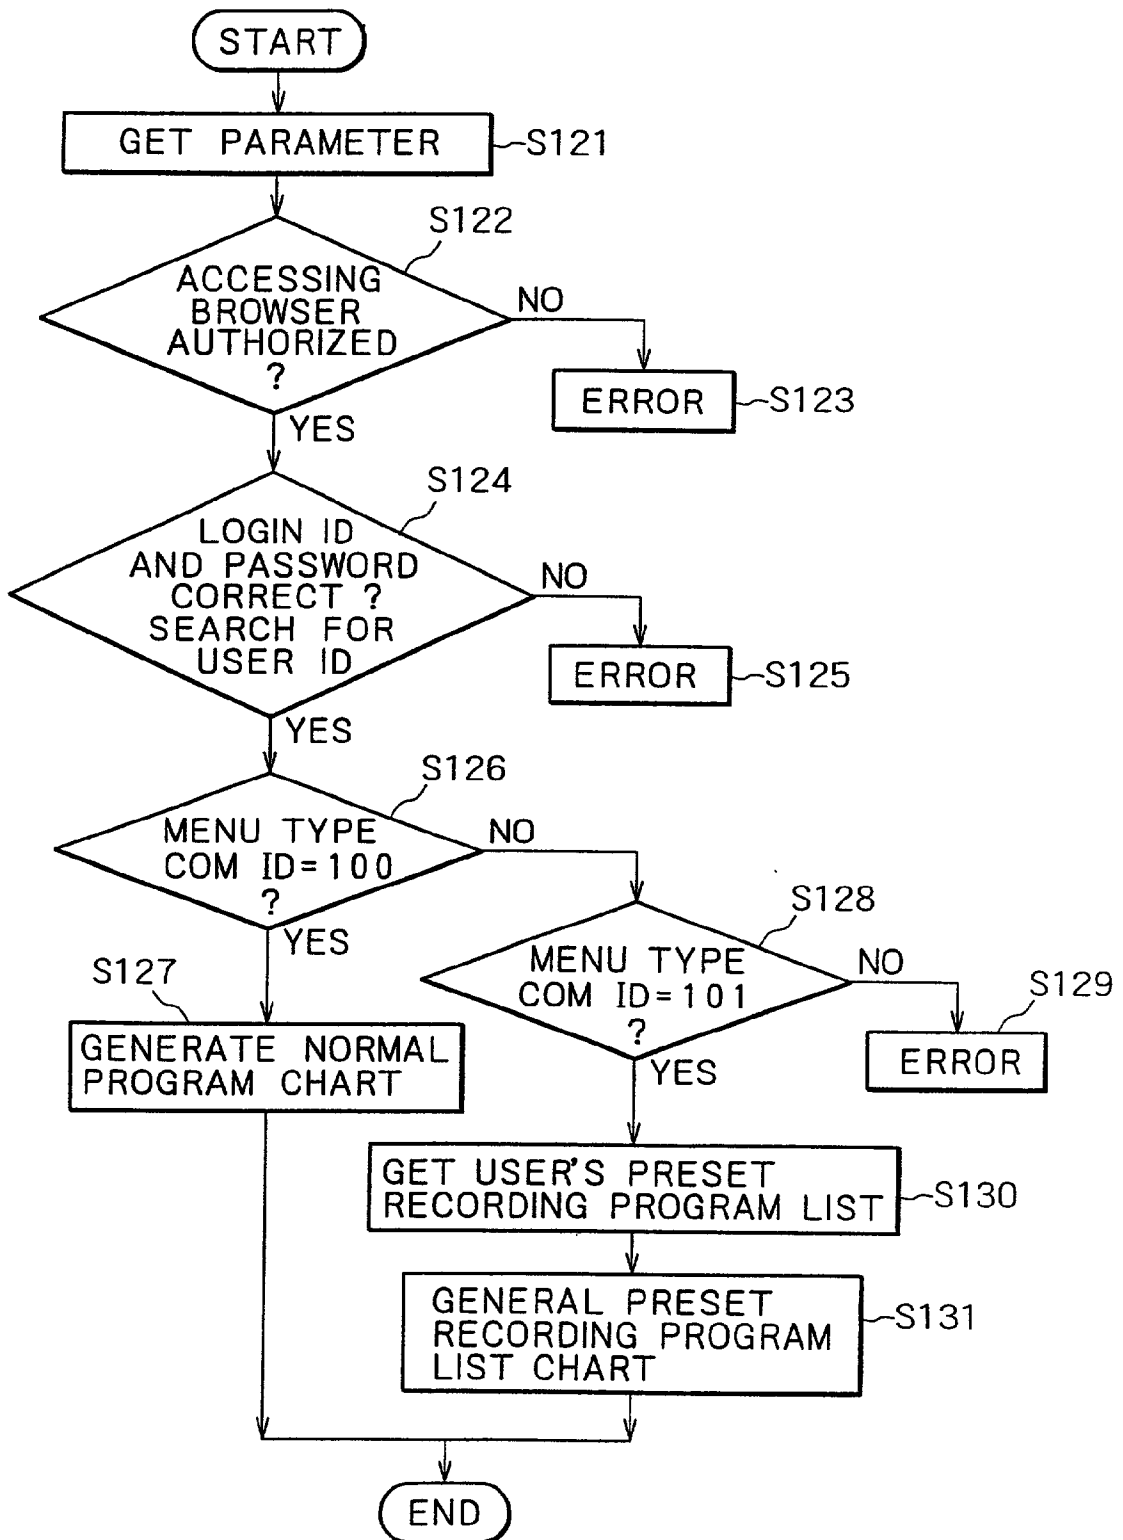 START
GET PARAMETER
S121
S122
ACCESSING
BROWSER
AUTHORIZED
?
NO
ERROR
S123
YES
S124
LOGIN ID
AND PASSWORD
CORRECT ?
SEARCH FOR
USER ID
NO
ERROR
S125
YES
S126
MENU TYPE
COM ID=100
?
NO
YES
S128
MENU TYPE
COM ID=101
?
NO
S129
ERROR
YES
S127
GENERATE NORMAL
PROGRAM CHART
GET USER'S PRESET
RECORDING PROGRAM LIST
S130
GENERAL PRESET
RECORDING PROGRAM
LIST CHART
S131
END